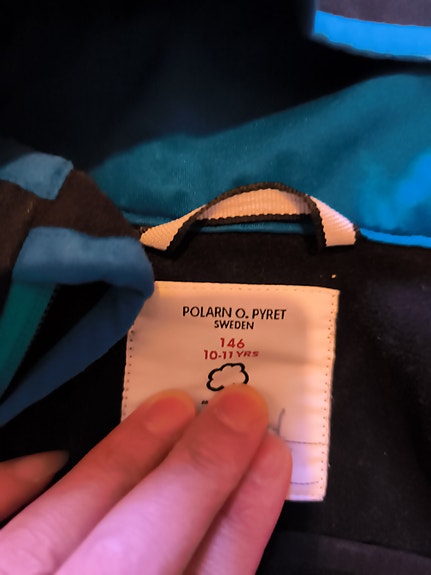 POLARN O. PYRET
SWEDEN
146
10-11 YRS